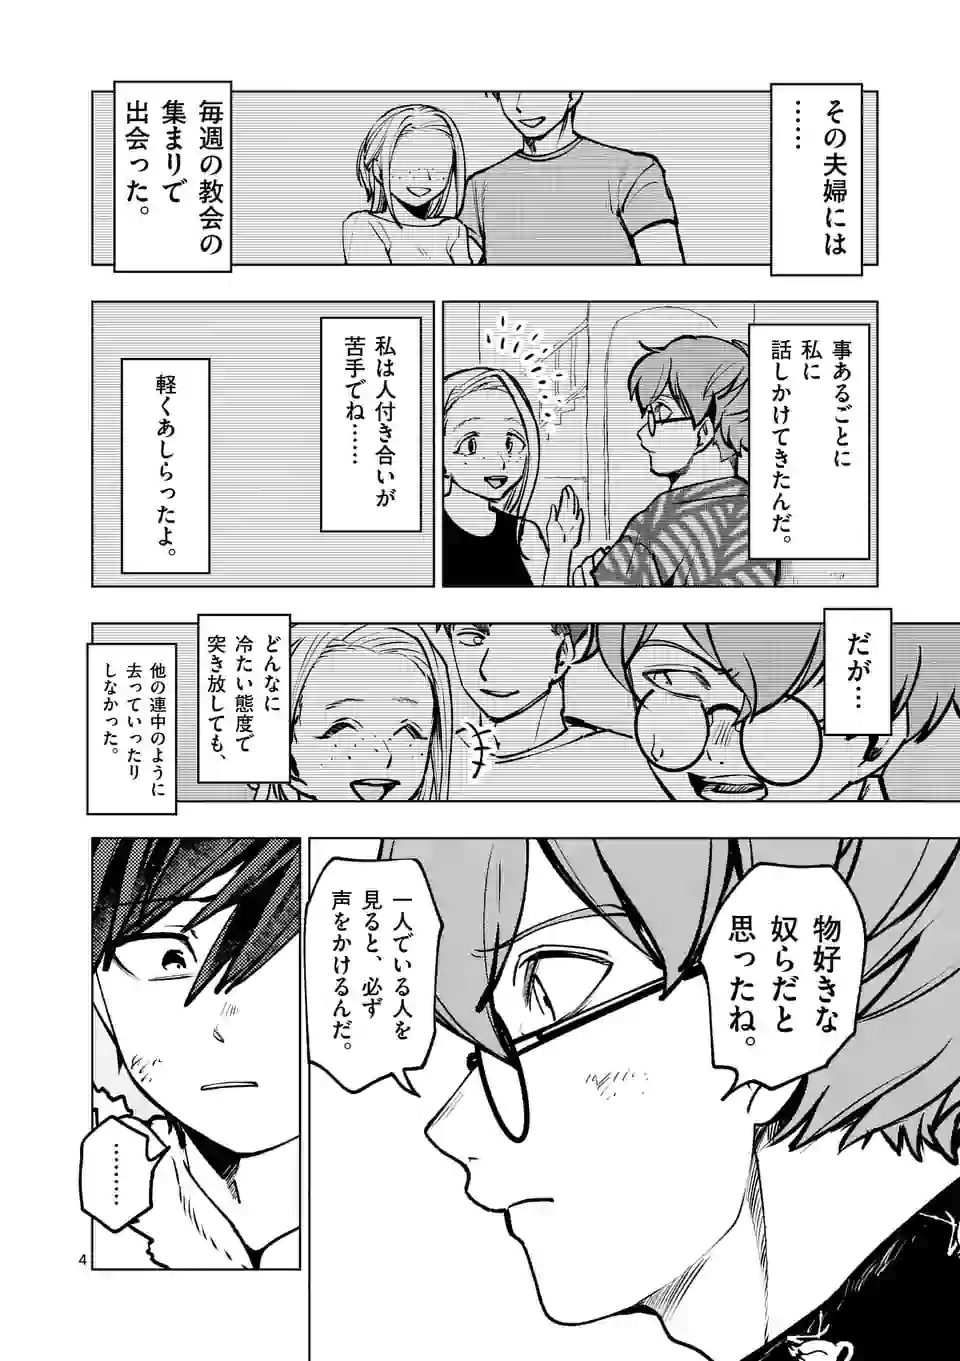 その夫婦には
……
毎週の教会の
集まりで
出会った。
事あるごとに
私に
話しかけてきたんだ。
私は人付き合いが
苦手でね……
軽くあしらったよ。
だが…
どんなに
冷たい態度で
突き放しても、
他の連中のように
去っていったり
しなかった。
物好きな
奴らだと
思ったね。
一人でいる人を
見ると、必ず
声をかけるんだ。
………
4